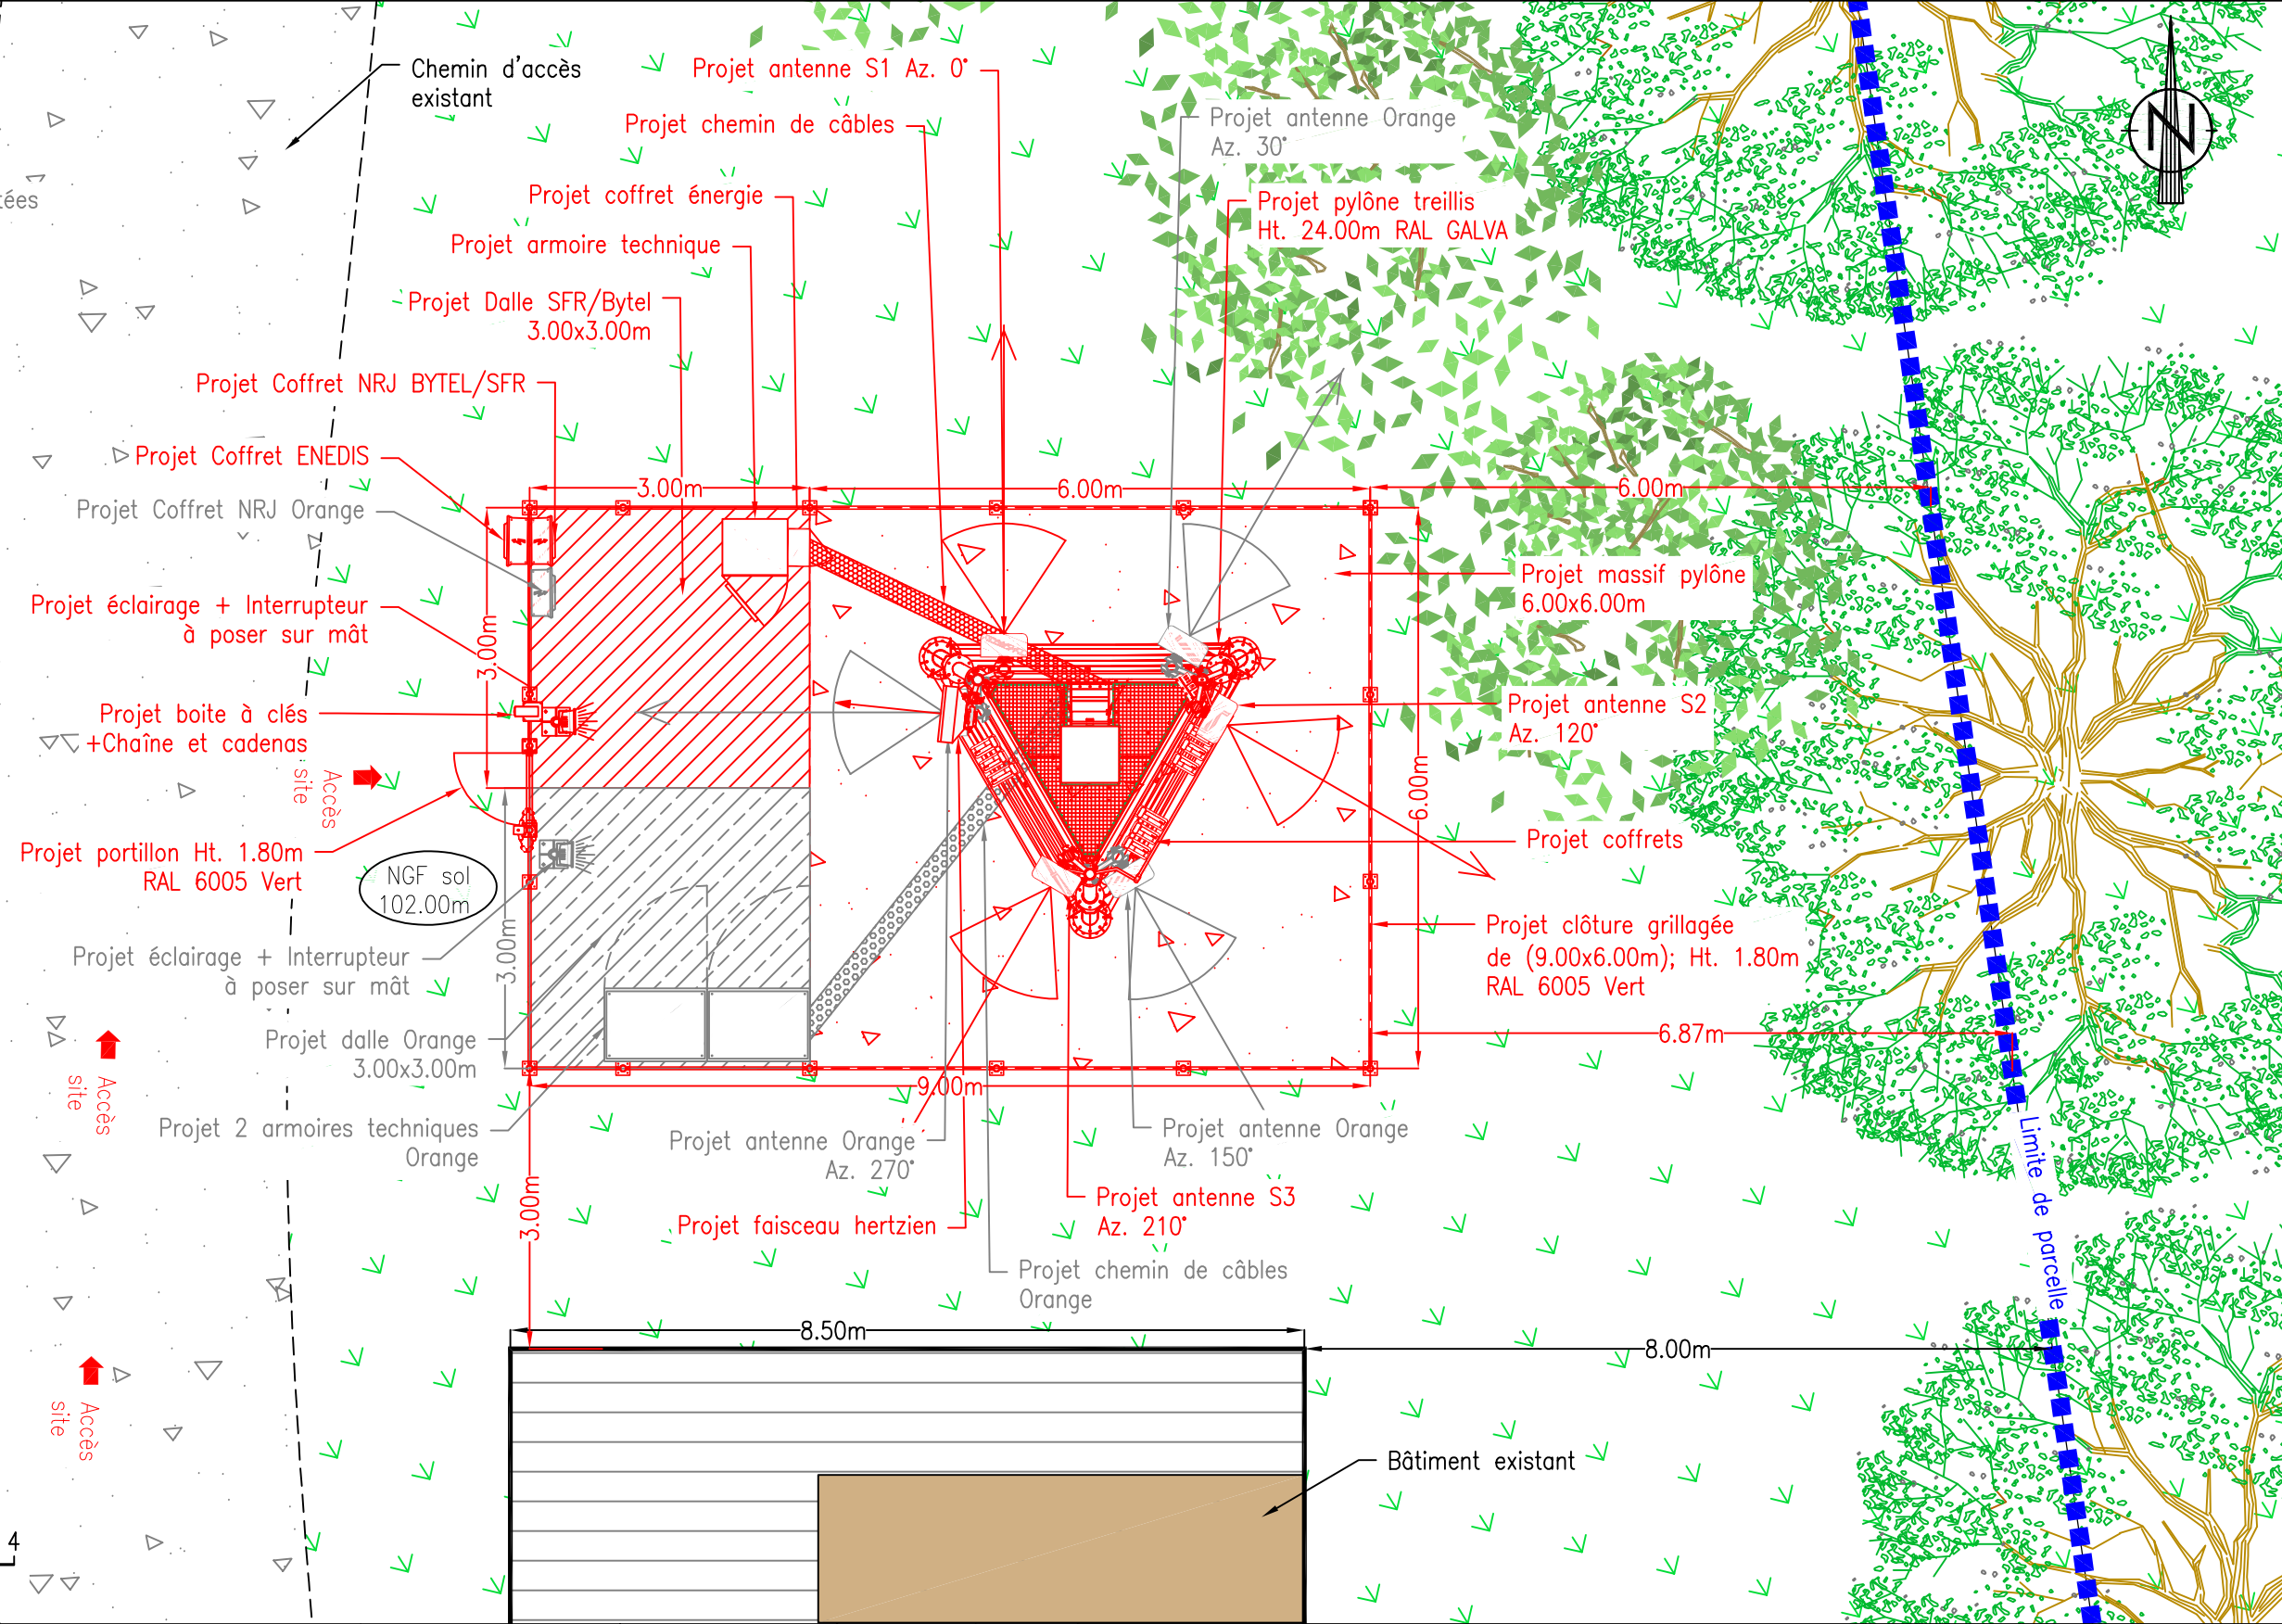 Chemin d'accès
existant
Projet antenne S1 Az. 0°
Projet chemin de câbles
Projet antenne Orange
Az. 30°
N
Projet coffret énergie
Projet pylône treillis
Ht. 24.00m RAL GALVA
tées
Projet armoire technique
Projet Dalle SFR/Bytel
3.00x3.00m
Projet Coffret NRJ BYTEL/SFR
Projet Coffret ENEDIS
Projet Coffret NRJ Orange
3.00m
6.00m
6.00m
Projet éclairage + Interrupteur
à poser sur mât
3.00m
Projet massif pylône
6.00x6.00m
Projet boite à clés
+Chaîne et cadenas
Projet antenne S2
Az. 120°
Accès
site
6.00m
Projet portillon Ht. 1.80m
RAL 6005 Vert
Projet coffrets
NGF sol
102.00m
Projet éclairage + Interrupteur
à poser sur mât
3.00m
Projet clôture grillagée
de (9.00x6.00m); Ht. 1.80m
RAL 6005 Vert
Projet dalle Orange
3.00x3.00m
6.87m
9.00m
Accès
site
Projet 2 armoires techniques
Orange
Projet antenne Orange
Az. 270°
Projet antenne Orange
Az. 150°
Limite de parcelle
3.00m
Projet faisceau hertzien
Projet antenne S3
Az. 210°
Projet chemin de câbles
Orange
8.50m
8.00m
Accès
site
Bâtiment existant
4